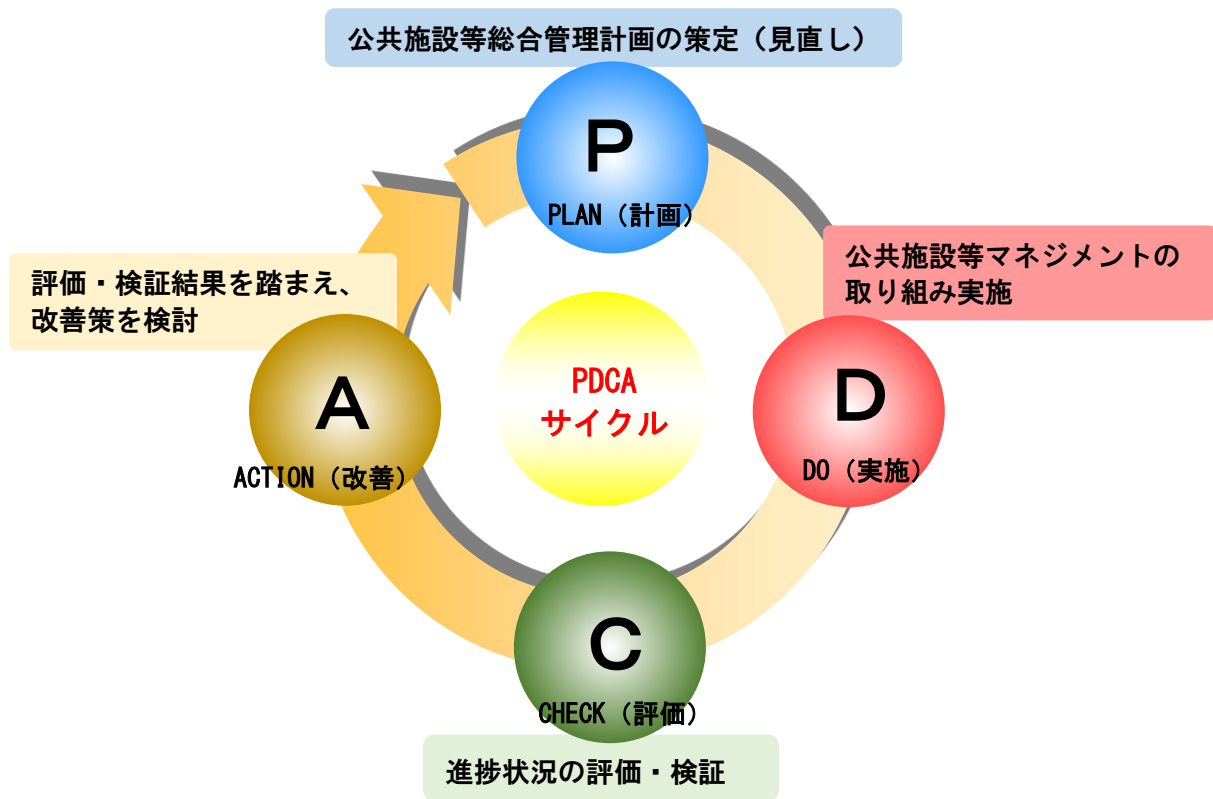 公共施設等総合管理計画の策定（見直し）
P
PLAN（計画）
公共施設等マネジメントの
取り組み実施
評価・検証結果を踏まえ、
改善策を検討
PDCA
サイクル
D
DO（実施）
A
ACTION（改善）
C
CHECK（評価）
進捗状況の評価・検証